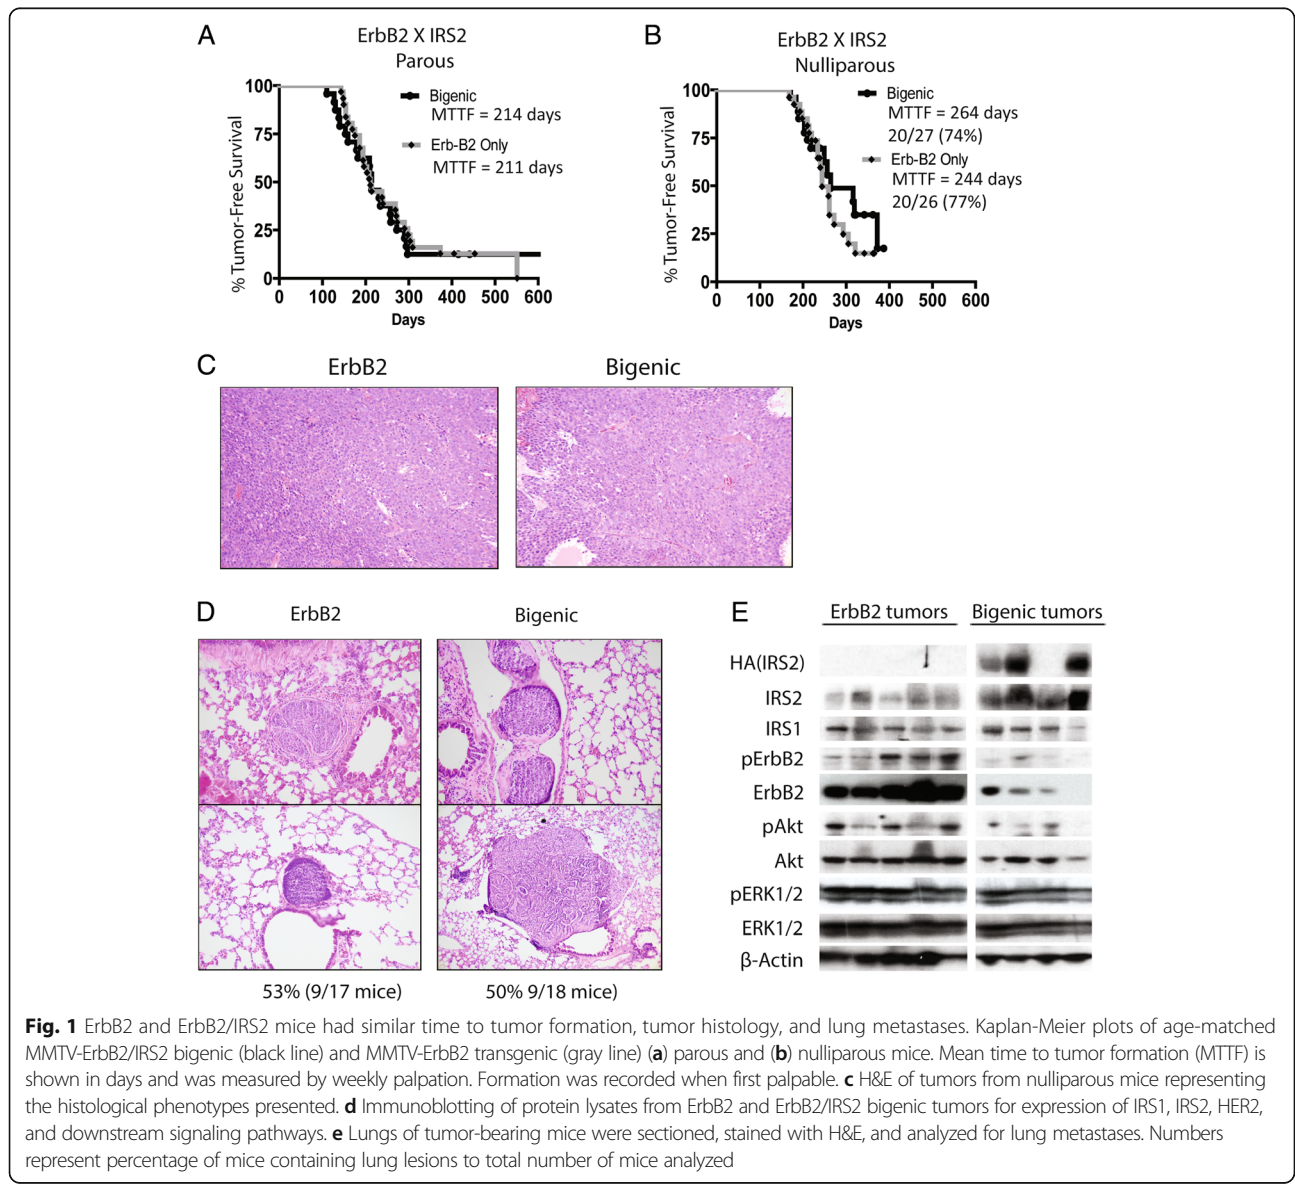 A
ErbB2 X IRS2
Parous
% Tumor-Free Survival
100
75
50
25
0
0 100 200 300 400 500 600
Days
Bigenic
MTTF = 214 days
Erb-B2 Only
MTTF = 211 days
B
ErbB2 X IRS2
Nulliparous
% Tumor-Free Survival
100
75
50
25
0
0 100 200 300 400 500 600
Days
Bigenic
MTTF = 264 days
20/27 (74%)
Erb-B2 Only
MTTF = 244 days
20/26 (77%)
C
ErbB2
Bigenic
D
ErbB2
Bigenic
53% (9/17 mice)
50% 9/18 mice)
E
ErbB2 tumors
Bigenic tumors
HA(IRS2)
IRS2
IRS1
pErbB2
ErbB2
pAkt
Akt
pERK1/2
ERK1/2
β-Actin
Fig. 1 ErbB2 and ErbB2/IRS2 mice had similar time to tumor formation, tumor histology, and lung metastases. Kaplan-Meier plots of age-matched
MMTV-ErbB2/IRS2 bigenic (black line) and MMTV-ErbB2 transgenic (gray line) (a) parous and (b) nulliparous mice. Mean time to tumor formation (MTTF) is
shown in days and was measured by weekly palpation. Formation was recorded when first palpable. c H&E of tumors from nulliparous mice representing
the histological phenotypes presented. d Immunoblotting of protein lysates from ErbB2 and ErbB2/IRS2 bigenic tumors for expression of IRS1, IRS2, HER2,
and downstream signaling pathways. e Lungs of tumor-bearing mice were sectioned, stained with H&E, and analyzed for lung metastases. Numbers
represent percentage of mice containing lung lesions to total number of mice analyzed